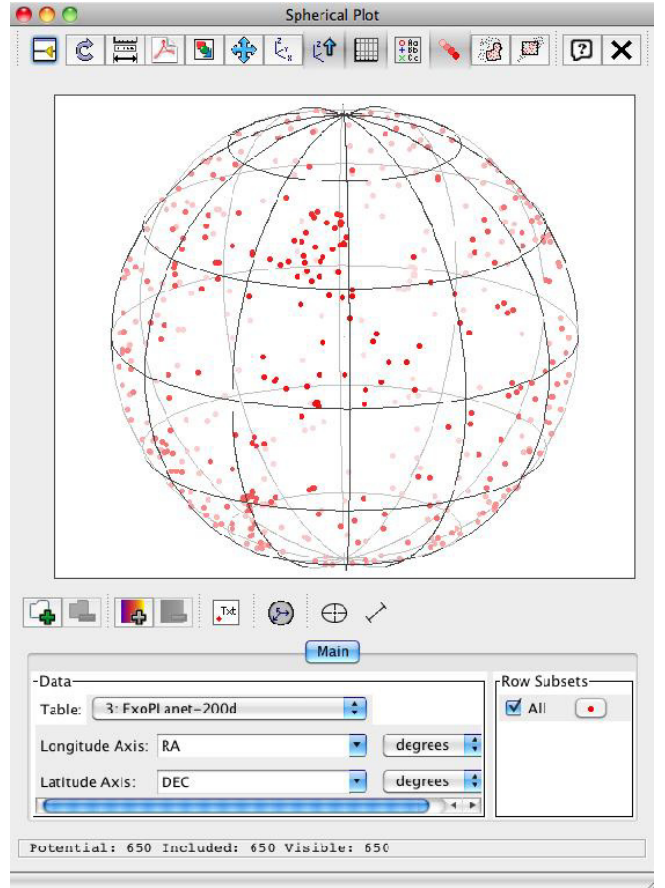 Spherical Plot
Main
Data
Table: 3: ExoPlanet-200d
Longitude Axis: RA degrees
Latitude Axis: DEC degrees
Row Subsets
All
Potential: 650 Included: 650 Visible: 650